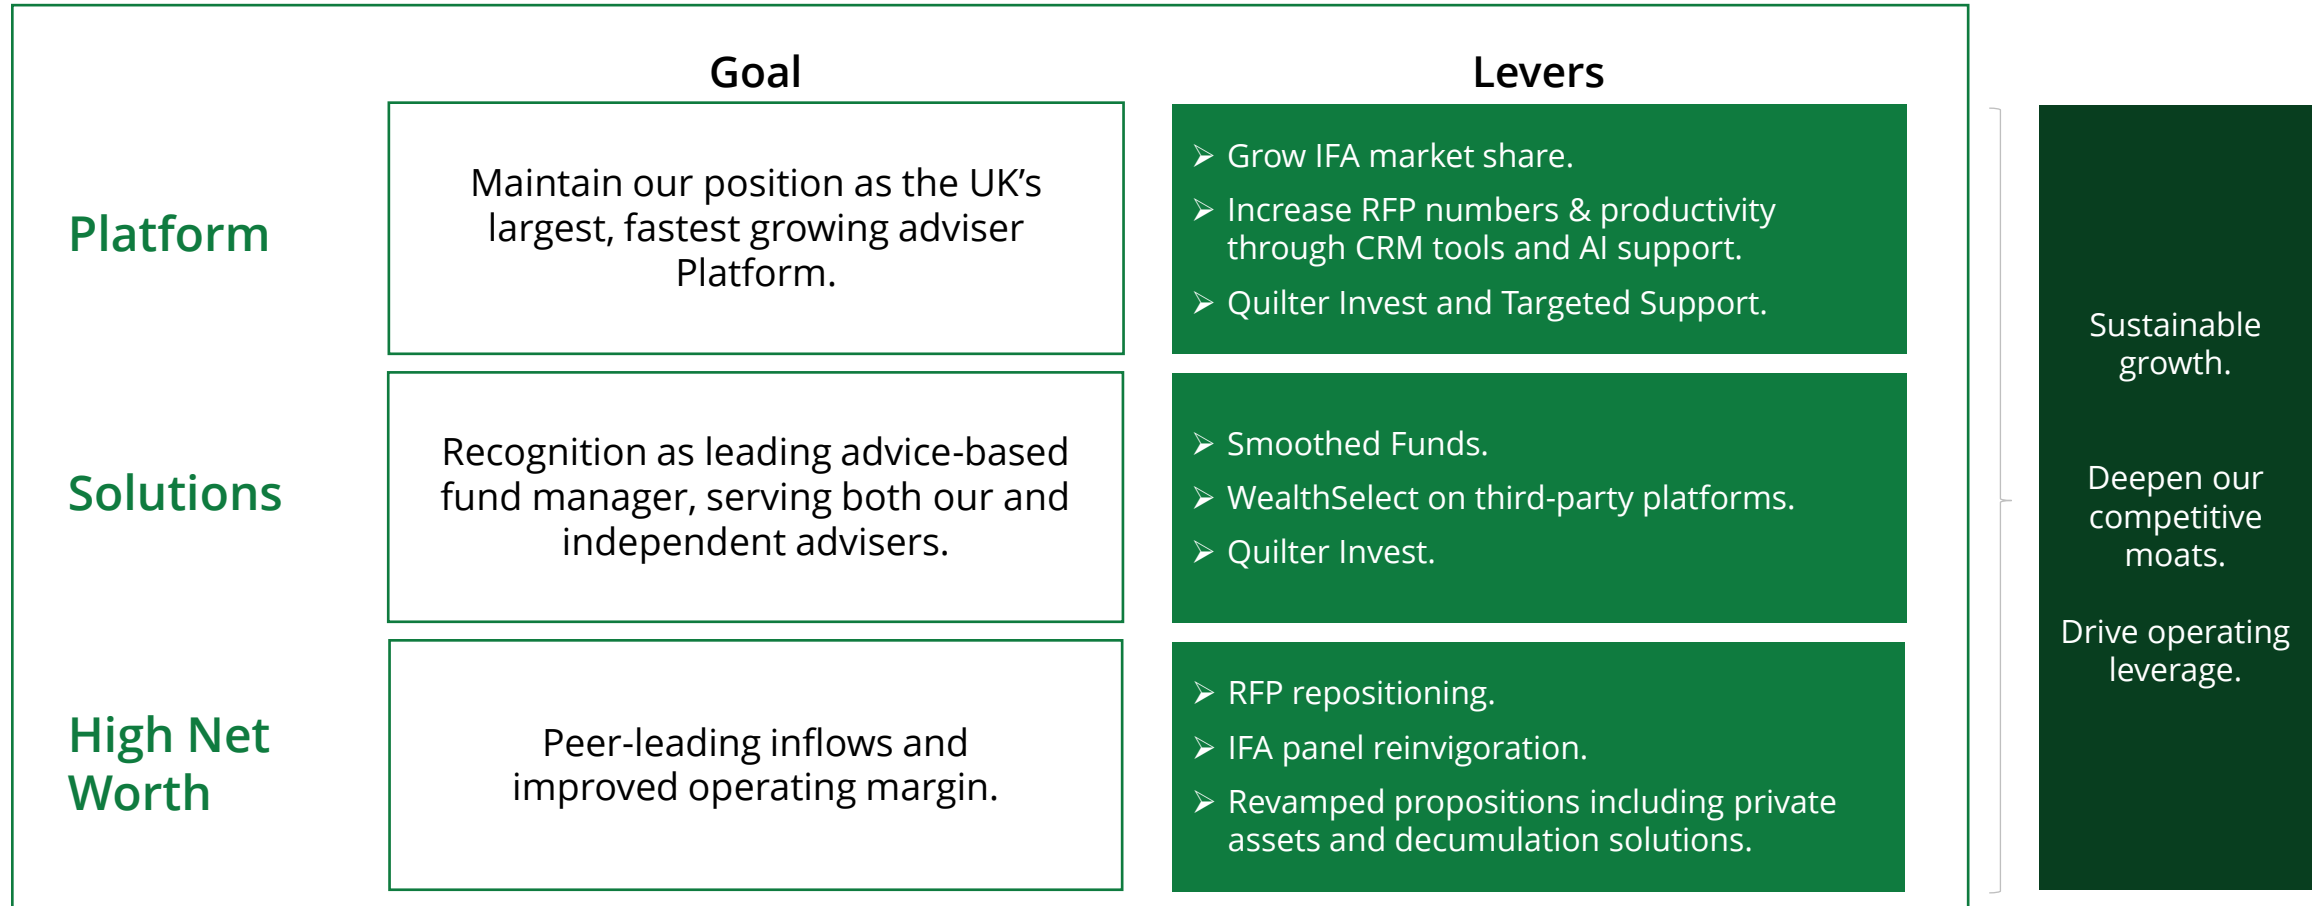 Goal
Levers
Platform
Maintain our position as the UK’s
largest, fastest growing adviser
Platform.
➢ Grow IFA market share.
➢ Increase RFP numbers & productivity
through CRM tools and AI support.
➢ Quilter Invest and Targeted Support.
Solutions
Recognition as leading advice-based
fund manager, serving both our and
independent advisers.
➢ Smoothed Funds.
➢ WealthSelect on third-party platforms.
➢ Quilter Invest.
High Net
Worth
Peer-leading inflows and
improved operating margin.
➢ RFP repositioning.
➢ IFA panel reinvigoration.
➢ Revamped propositions including private
assets and decumulation solutions.
Sustainable
growth.
Deepen our
competitive
moats.
Drive operating
leverage.